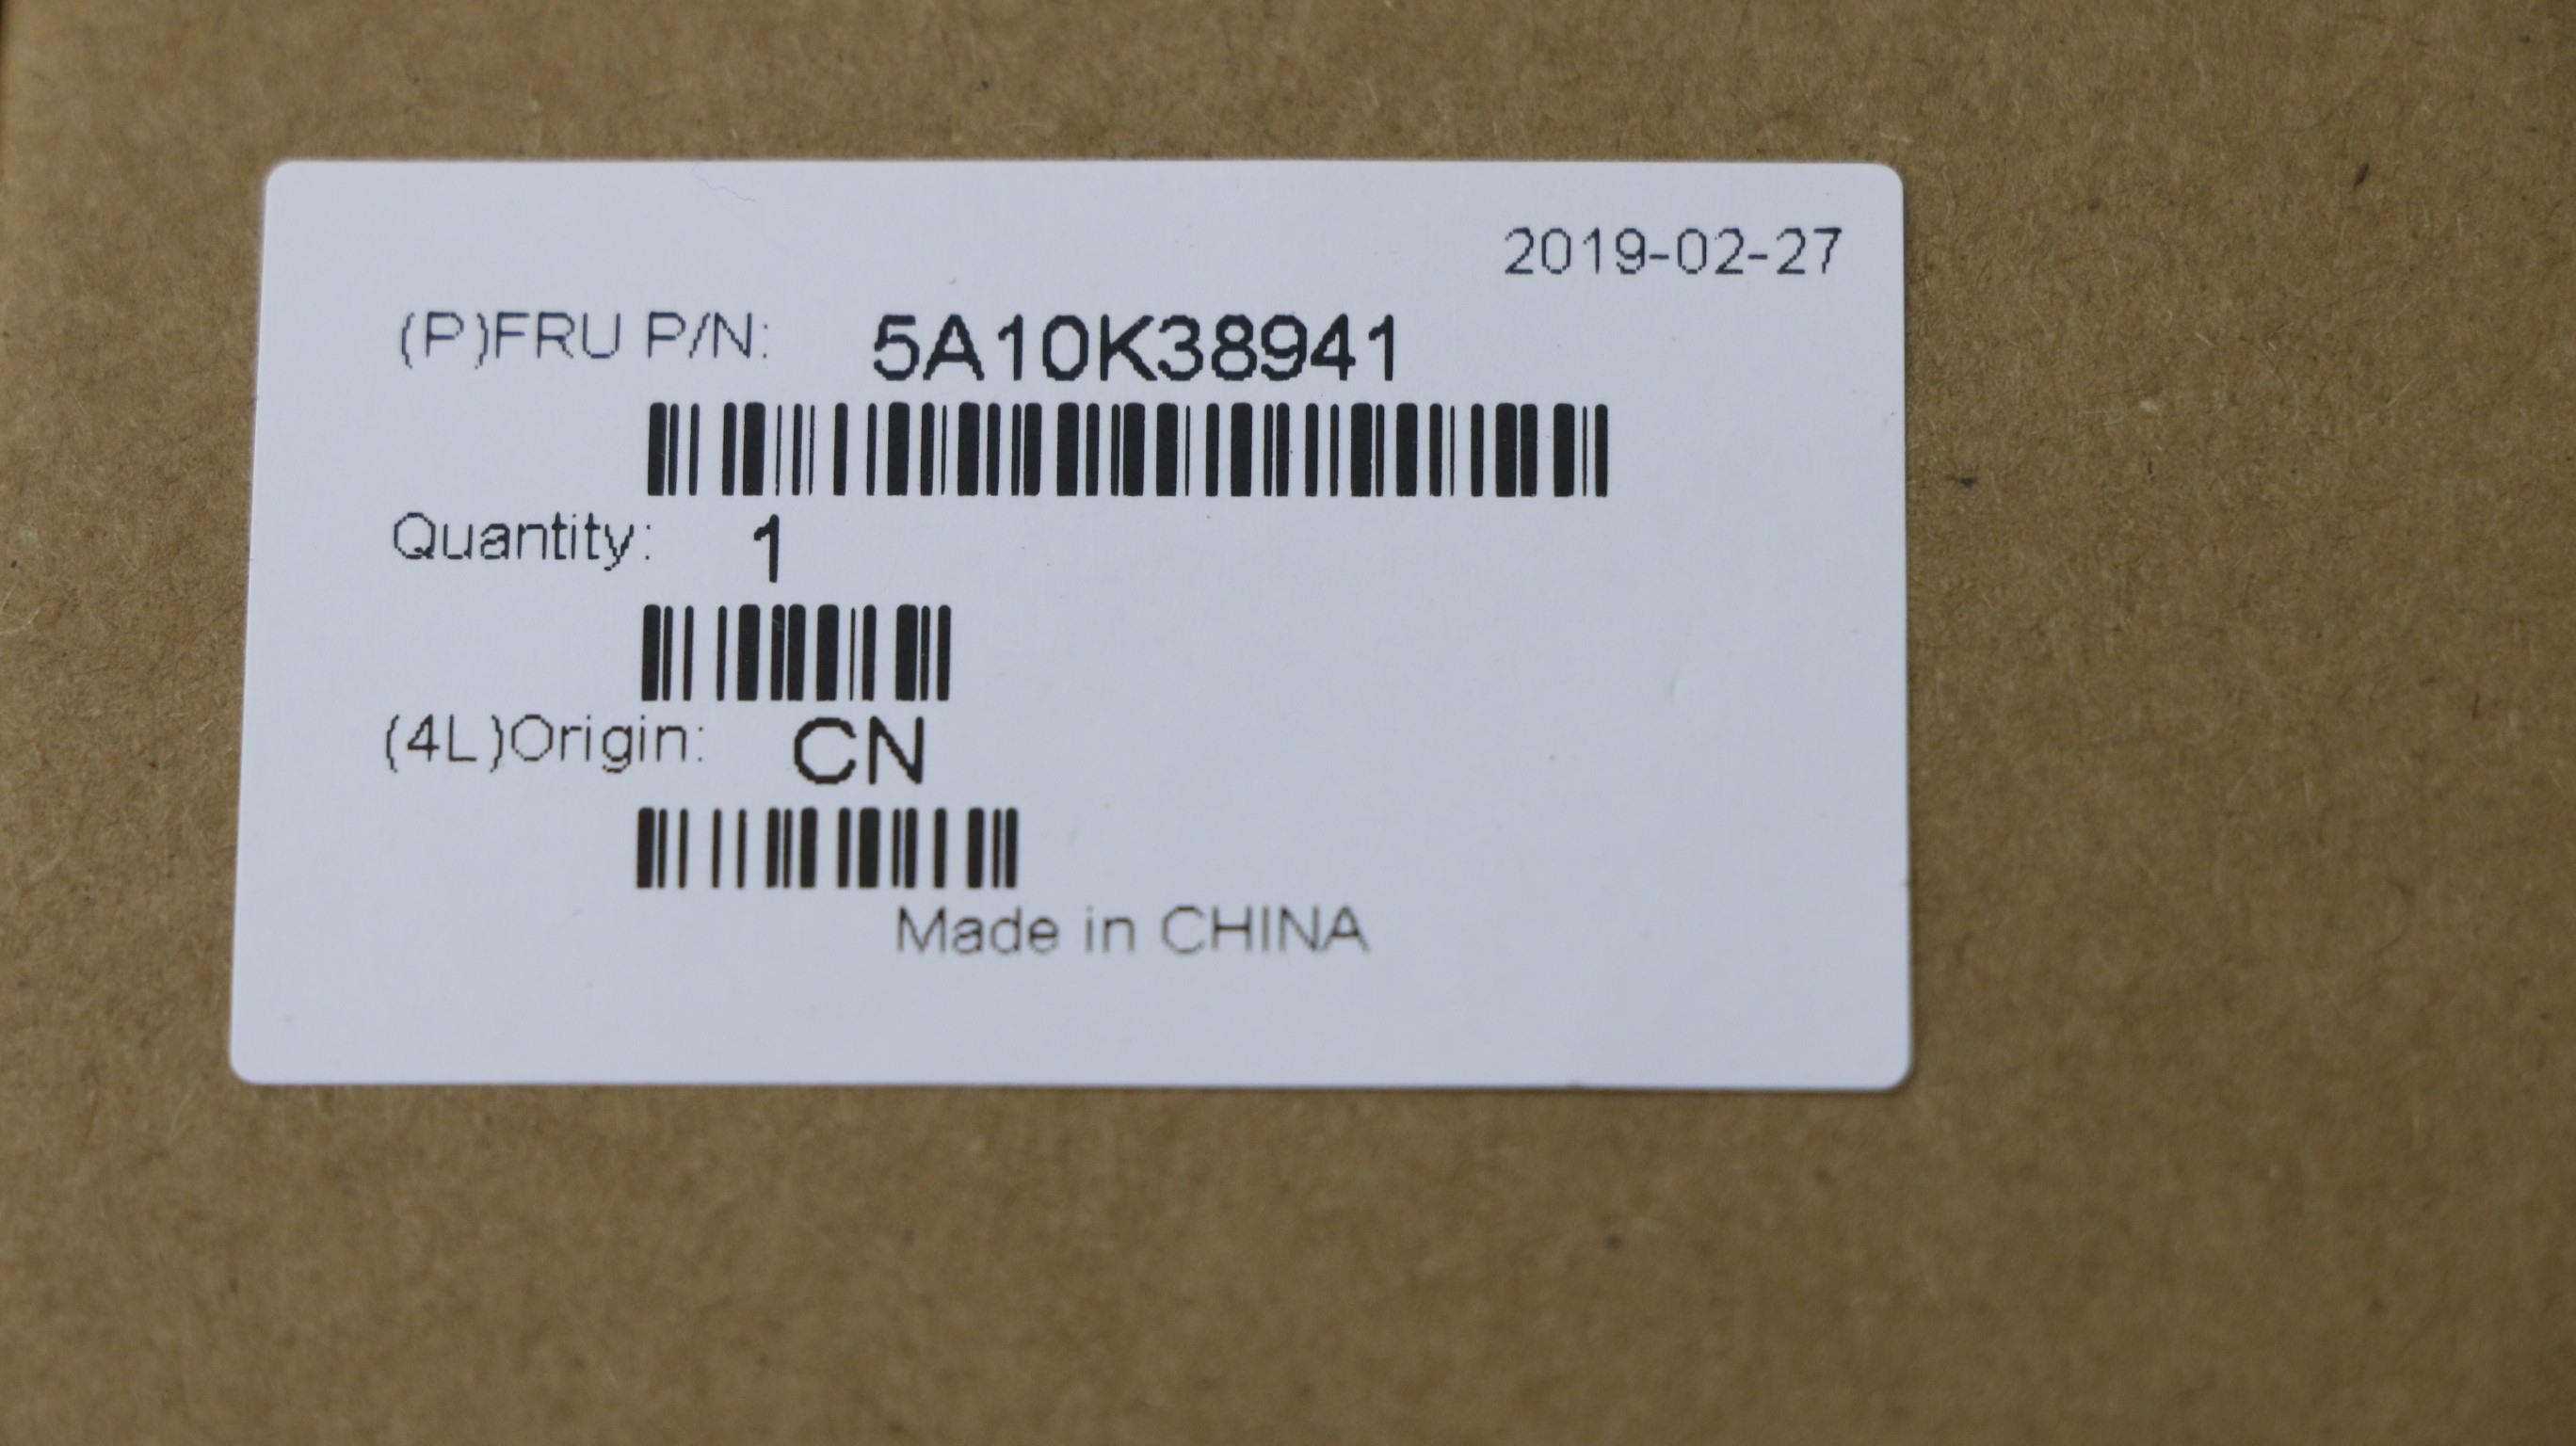 2019-02-27
(P)FRU P/N: 5A10K38941
Quantity: 1
(4L)Origin: CN
Made in CHINA